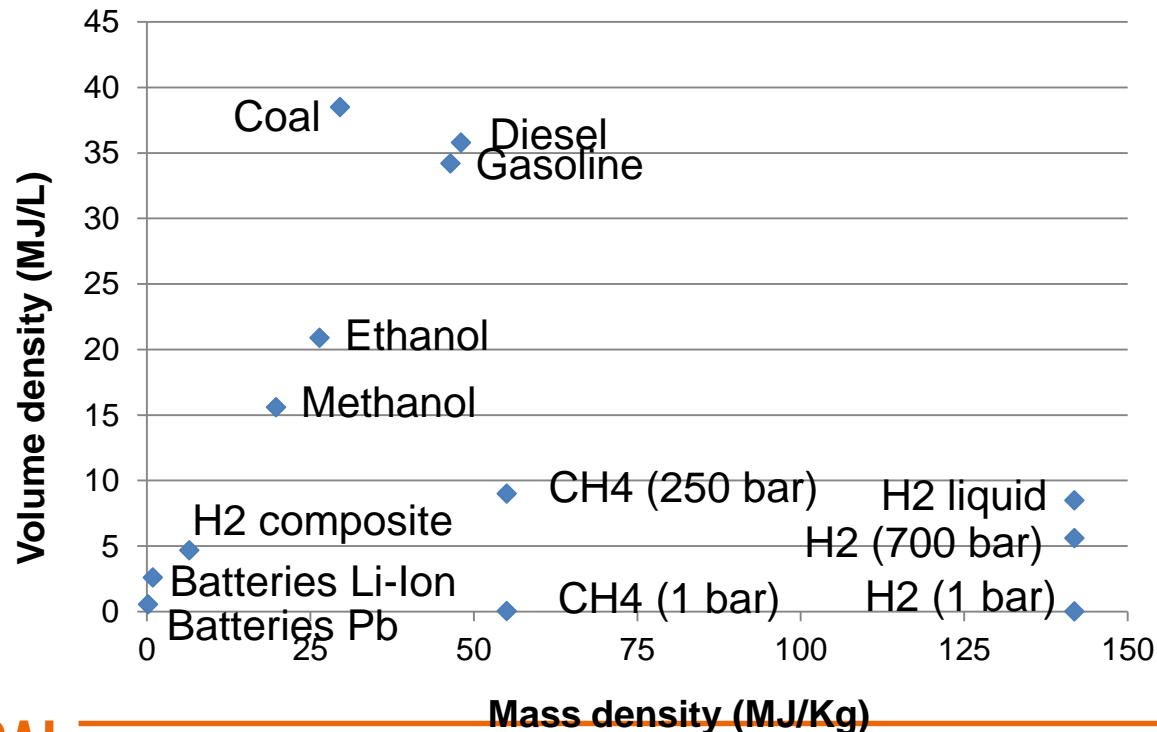 45
40
35
30
25
20
15
10
5
0
Volume density (MJ/L)
Coal
Diesel
Gasoline
Ethanol
Methanol
CH4 (250 bar)
H2 liquid
H2 composite
H2 (700 bar)
Batteries Li-Ion
CH4 (1 bar)
H2 (1 bar)
Batteries Pb
0 25 50 75 100 125 150
Mass density (MJ/Kg)